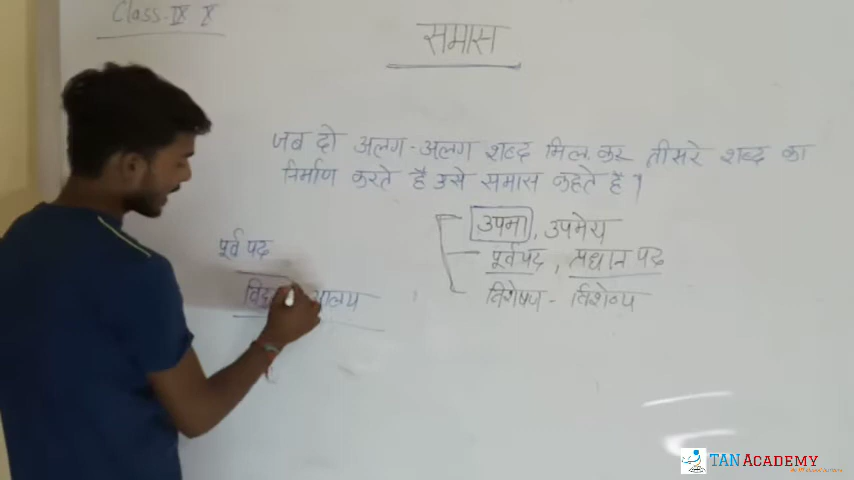 Class-IX X
समास
जब दो अलग-अलग शब्द मिल कर तीसरे शब्द का
निर्माण करते है उसे समास कहते है।
उपमा, उपमेय
पूर्वपद, प्रधान पद
विशेषण - विशेष्य
पूर्व पद
आलय
TAN ACADEMY